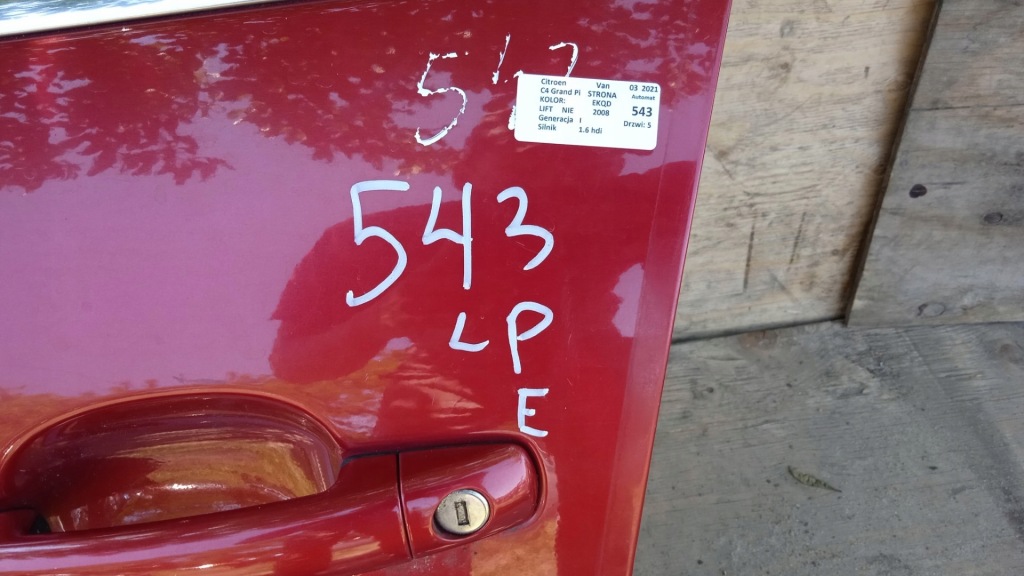 543
Citroen Van 03 2021
C4 Grand Pi STRONA Automat
KOLOR: EKQD 543
LIFT NIE 2008
Generacja I Drzwi: 5
Silnik 1.6 hdi
543
LP
E